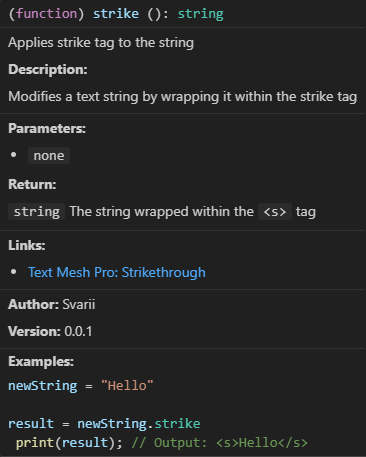 (function) strike (): string
Applies strike tag to the string
Description:
Modifies a text string by wrapping it within the strike tag
Parameters:
• none
Return:
string The string wrapped within the <s> tag
Links:
• Text Mesh Pro: Strikethrough
Author: Svarii
Version: 0.0.1
Examples:
newString = "Hello"
result = newString.strike
print(result); // Output: <s>Hello</s>